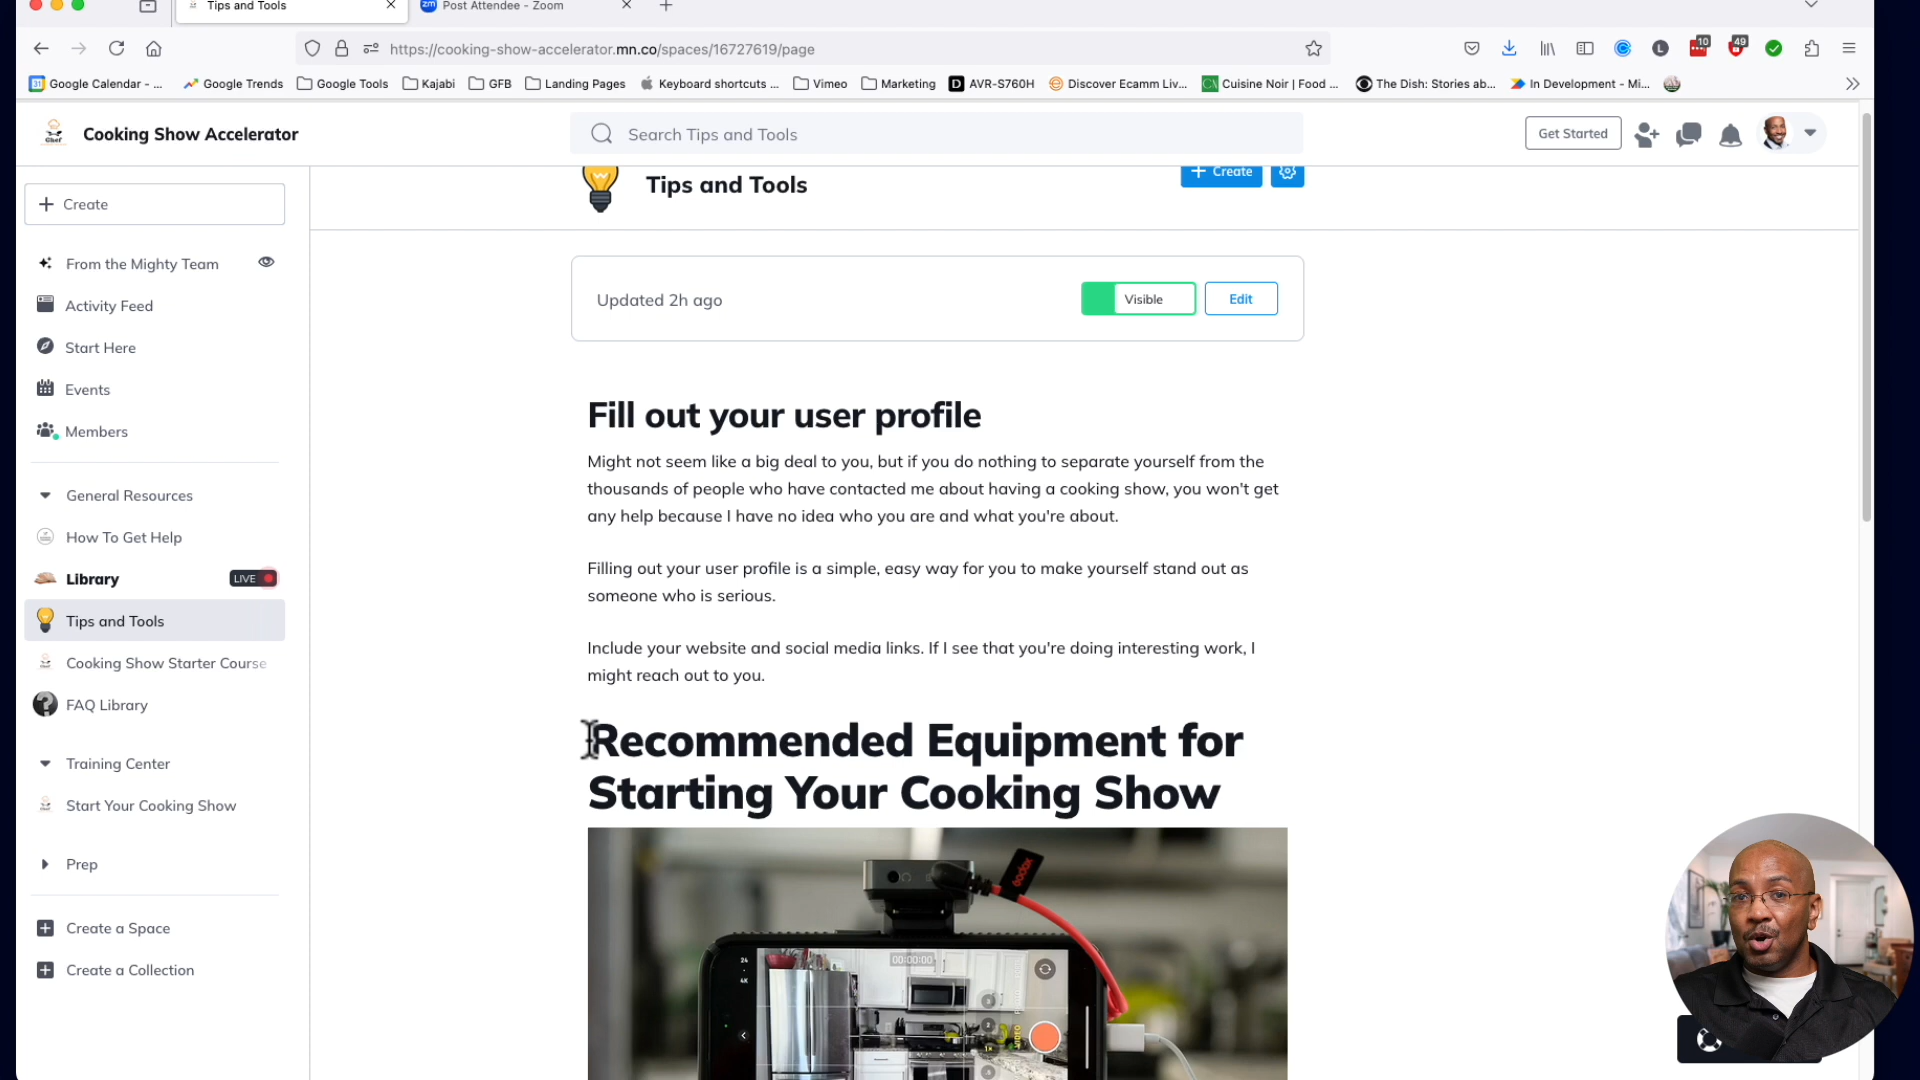 Tips and Tools
Post Attendee - Zoom
https://cooking-show-accelerator.mn.co/spaces/16727619/page
10
49
Google Calendar - ...
Google Trends
Google Tools
Kajabi
GFB
Landing Pages
Keyboard shortcuts ...
Vimeo
Marketing
AVR-S760H
Discover Ecamm Liv...
Cuisine Noir | Food ...
The Dish: Stories ab...
In Development - Mi...
Cooking Show Accelerator
Search Tips and Tools
Get Started
Create
From the Mighty Team
Activity Feed
Start Here
Events
Members
General Resources
How To Get Help
Library
LIVE
Tips and Tools
Cooking Show Starter Course
FAQ Library
Training Center
Start Your Cooking Show
Prep
Create a Space
Create a Collection
Tips and Tools
Create
Updated 2h ago
Visible
Edit
Fill out your user profile
Might not seem like a big deal to you, but if you do nothing to separate yourself from the
thousands of people who have contacted me about having a cooking show, you won't get
any help because I have no idea who you are and what you're about.
Filling out your user profile is a simple, easy way for you to make yourself stand out as
someone who is serious.
Include your website and social media links. If I see that you're doing interesting work, I
might reach out to you.
Recommended Equipment for
Starting Your Cooking Show
Godox
00:00:00
24
4K
VIDEO